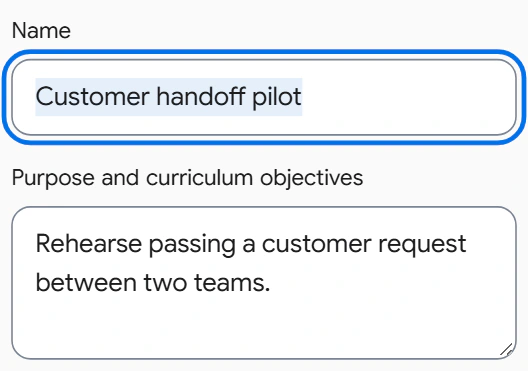 Name
Customer handoff pilot
Purpose and curriculum objectives
Rehearse passing a customer request
between two teams.